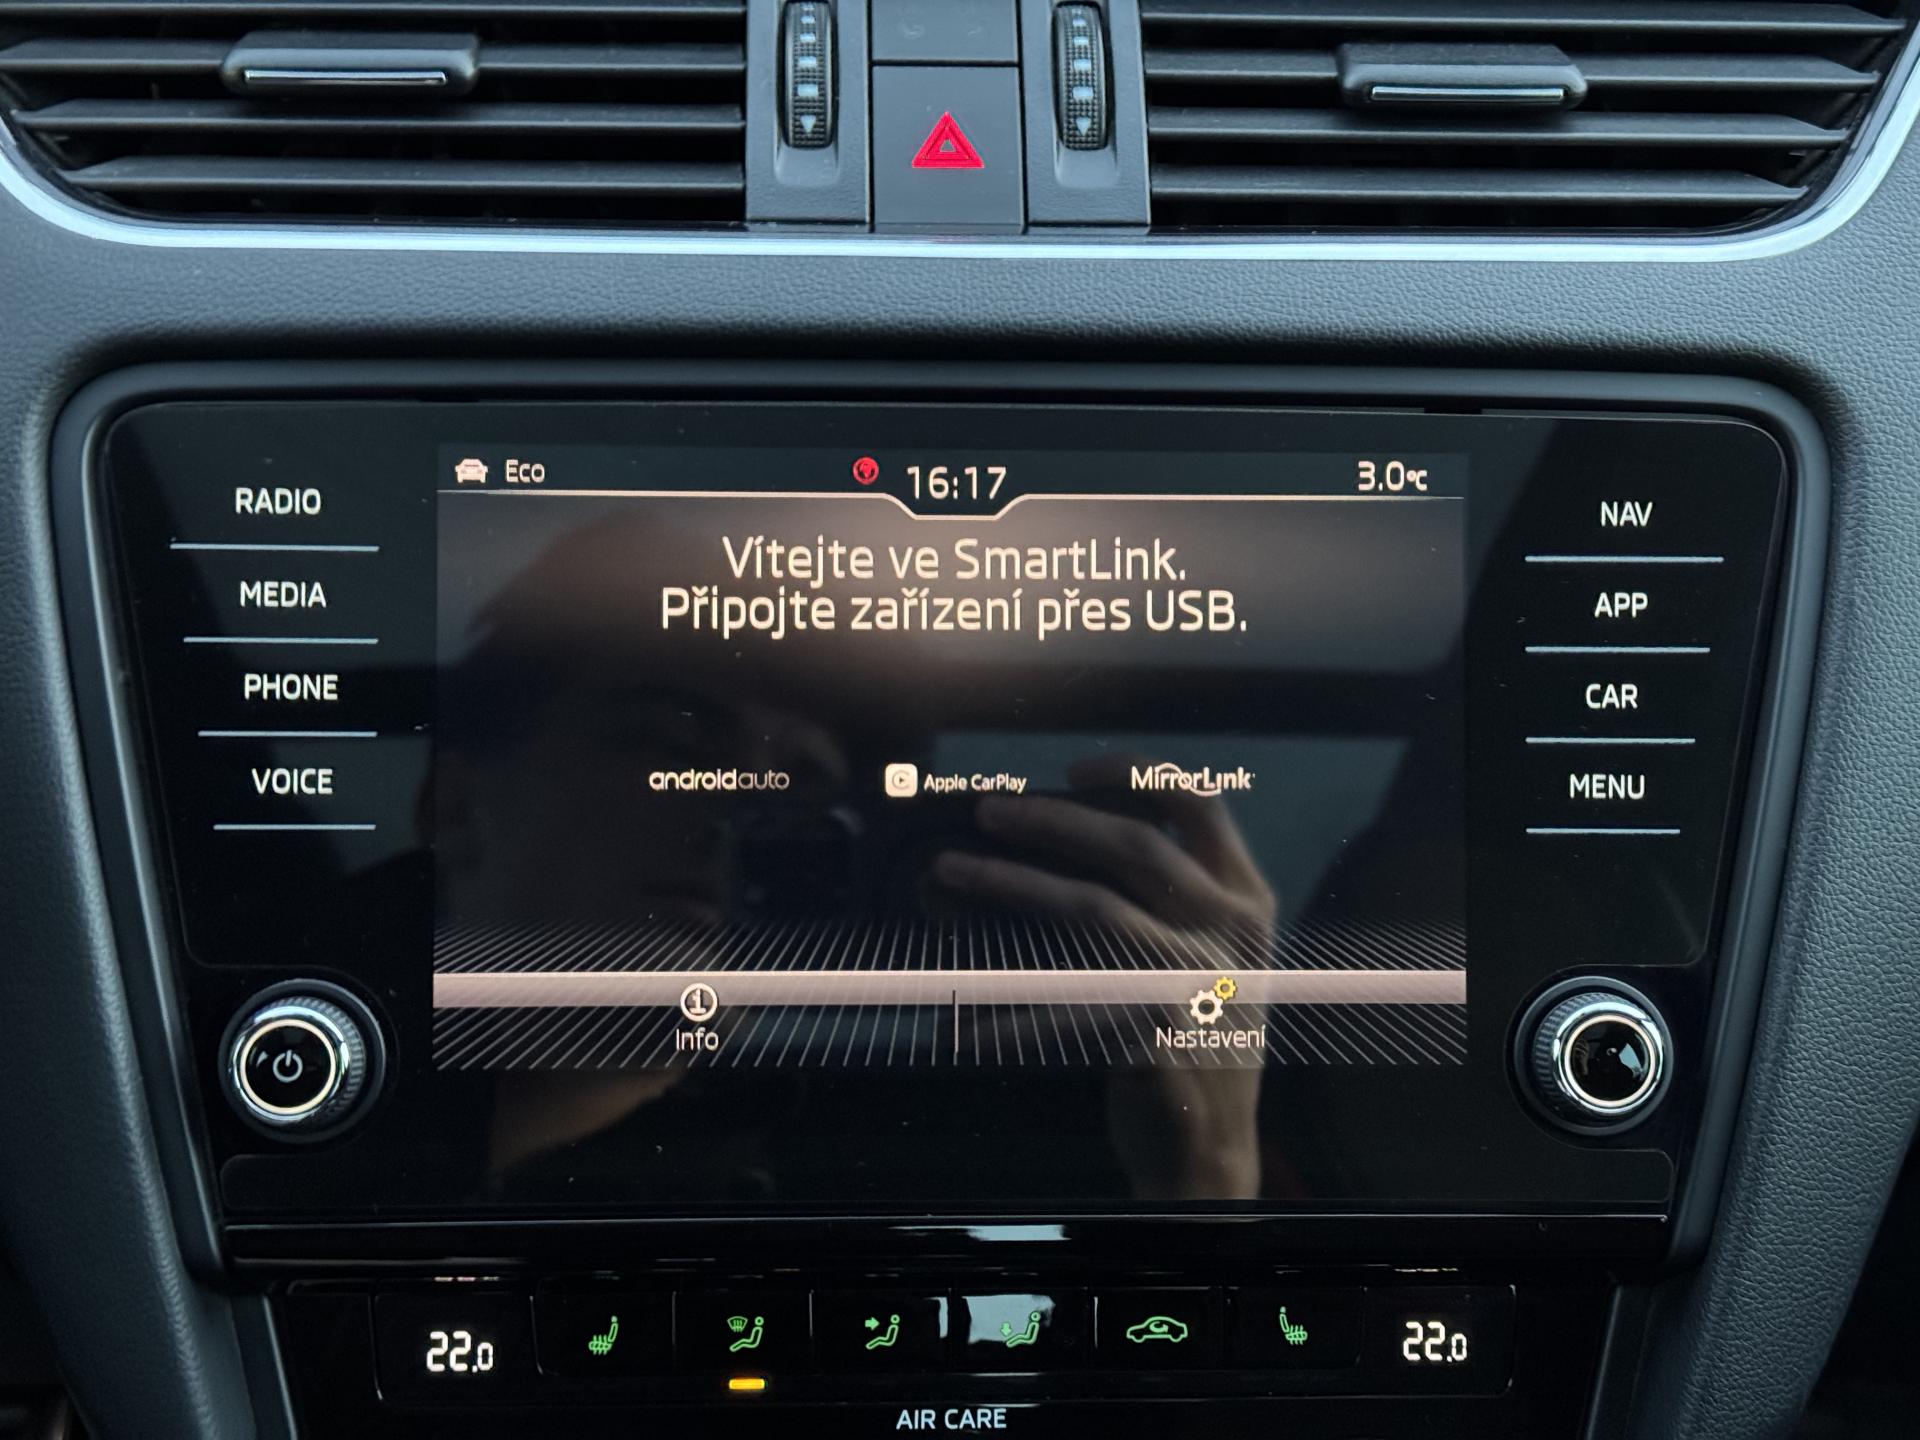 Eco
16:17
3.0°C
RADIO
MEDIA
PHONE
VOICE
Vítejte ve SmartLink.
Připojte zařízení přes USB.
androidauto
Apple CarPlay
MirrorLink
Info
Nastavení
NAV
APP
CAR
MENU
22.0
22.0
AIR CARE